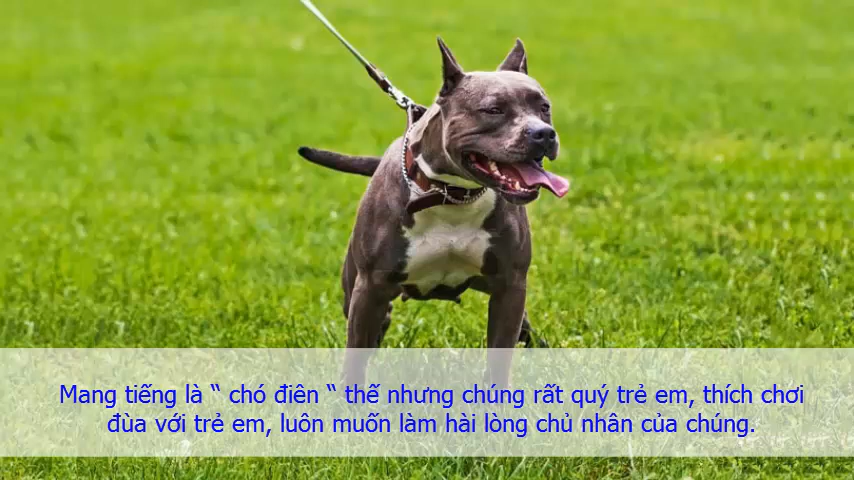 Mang tiếng là “ chó điên “ thế nhưng chúng rất quý trẻ em, thích chơi
đùa với trẻ em, luôn muốn làm hài lòng chủ nhân của chúng.